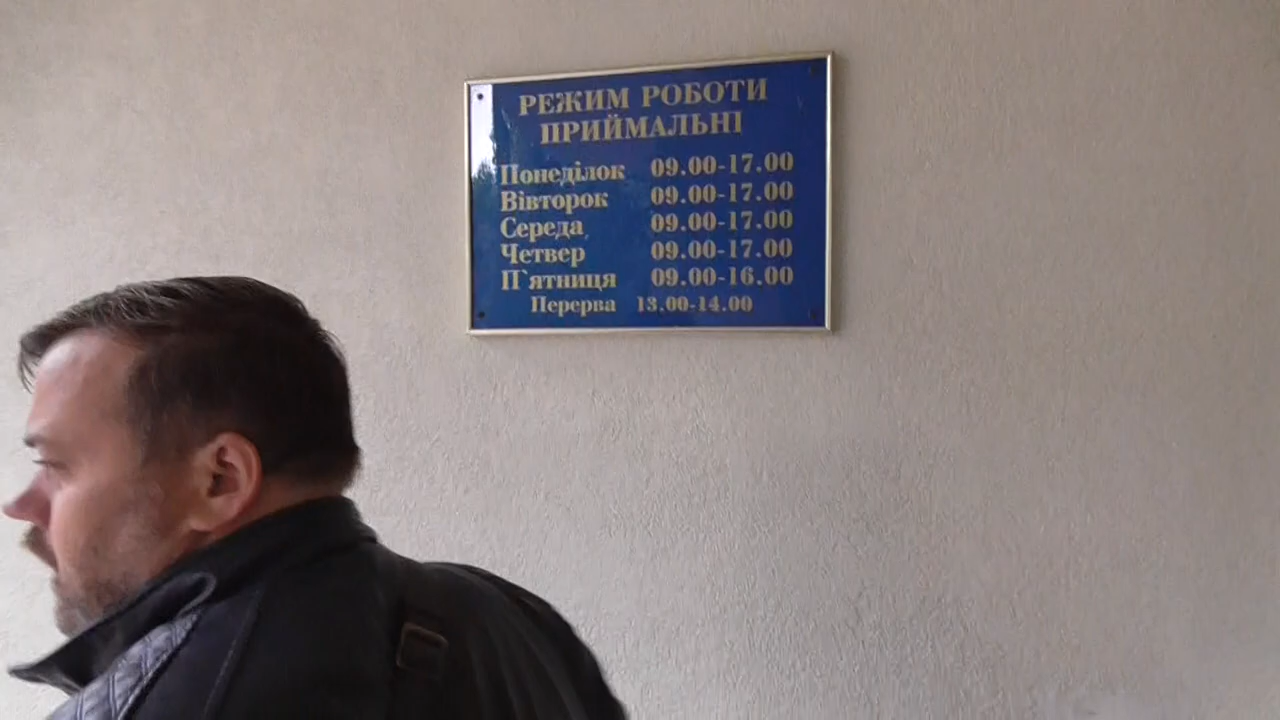 РЕЖИМ РОБОТИ
ПРИЙМАЛЬНІ
Понеділок 09.00-17.00
Вівторок 09.00-17.00
Середа 09.00-17.00
Четвер 09.00-17.00
П`ятниця 09.00-16.00
Перерва 13.00-14.00